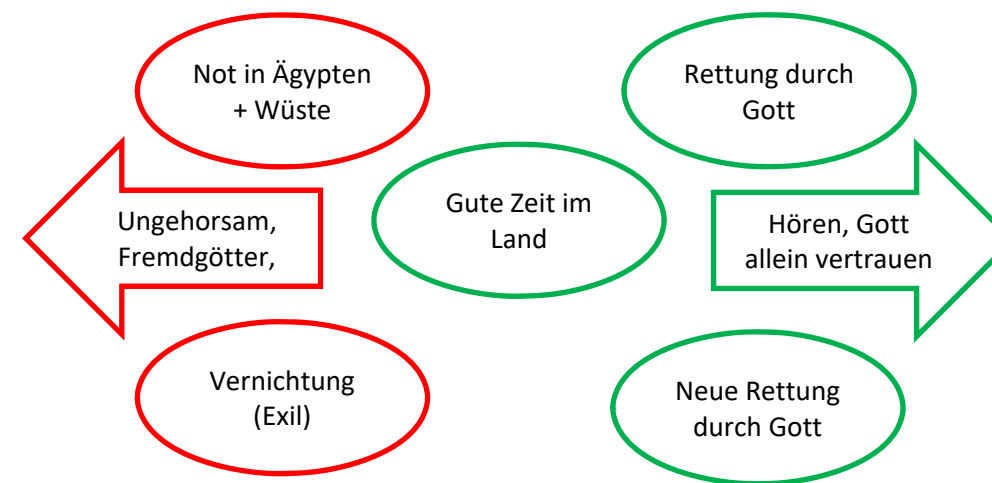 Not in Ägypten
+ Wüste
Rettung durch
Gott
Gute Zeit im
Land
Ungehorsam,
Fremdgötter,
Hören, Gott
allein vertrauen
Vernichtung
(Exil)
Neue Rettung
durch Gott